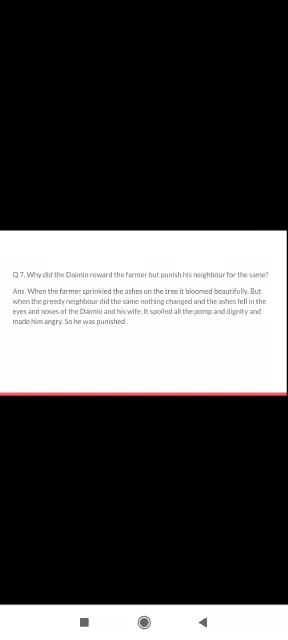 Q 7. Why did the Daimio reward the farmer but punish his neighbour for the same?
Ans. When the farmer sprinkled the ashes on the tree it bloomed beautifully. But
when the greedy neighbour did the same nothing changed and the ashes fell in the
eyes and noses of the Daimio and his wife. It spoiled all the pomp and dignity and
made him angry. So he was punished .